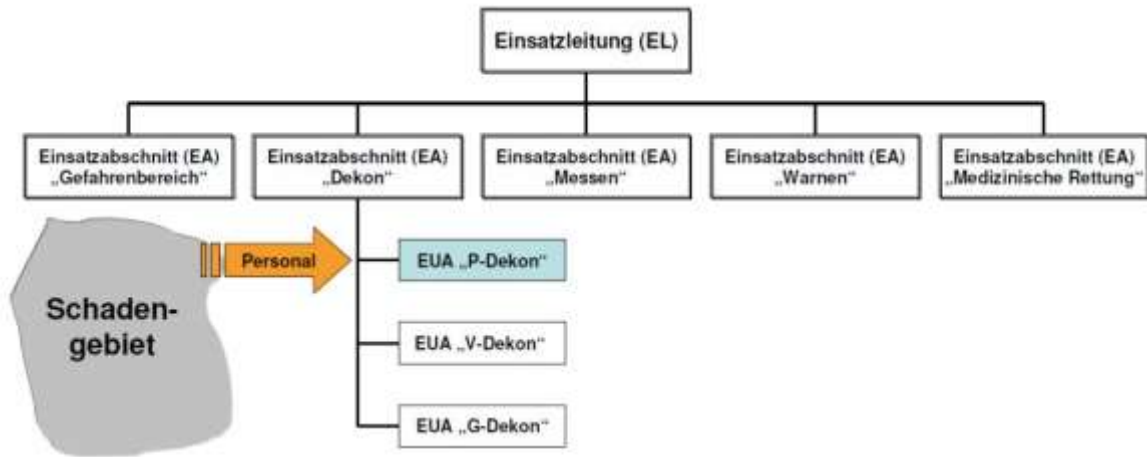 Einsatzleitung (EL)
Einsatzabschnitt (EA)
„Gefahrenbereich“
Einsatzabschnitt (EA)
„Dekon“
Einsatzabschnitt (EA)
„Messen“
Einsatzabschnitt (EA)
„Warnen“
Einsatzabschnitt (EA)
„Medizinische Rettung“
Schaden-
gebiet
Personal
EUA „P-Dekon“
EUA „V-Dekon“
EUA „G-Dekon“